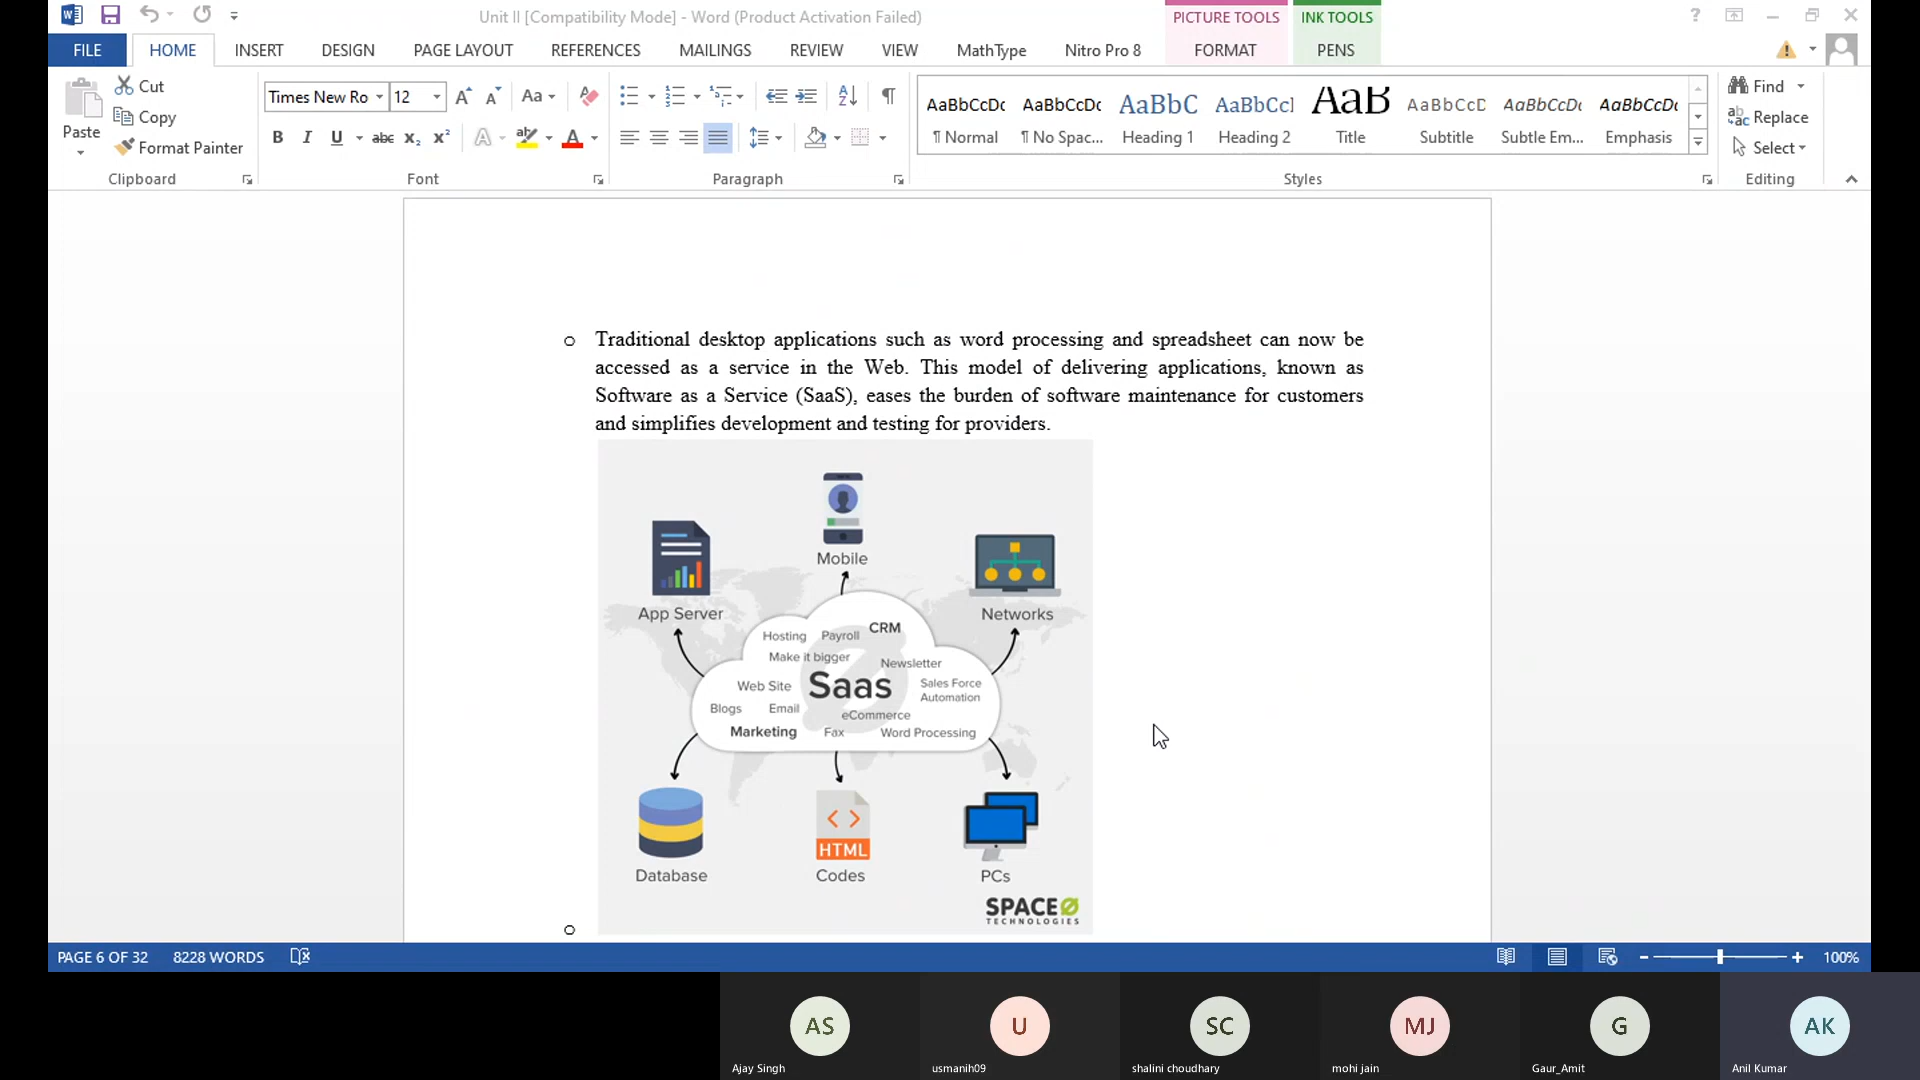 Unit II [Compatibility Mode] - Word (Product Activation Failed)
PICTURE TOOLS
INK TOOLS
?
FILE
HOME
INSERT
DESIGN
PAGE LAYOUT
REFERENCES
MAILINGS
REVIEW
VIEW
MathType
Nitro Pro 8
FORMAT
PENS
Paste
Cut
Copy
Format Painter
Clipboard
Times New Ro
12
Aa
B I U abc x₂ x²
A
Font
Paragraph
AaBbCcDc
¶ Normal
AaBbCcDc
¶ No Spac...
AaBbC
Heading 1
AaBbCcI
Heading 2
AaB
Title
AaBbCcD
Subtitle
AaBbCcDc
Subtle Em...
AaBbCcDc
Emphasis
Styles
Find
Replace
Select
Editing
o Traditional desktop applications such as word processing and spreadsheet can now be
accessed as a service in the Web. This model of delivering applications, known as
Software as a Service (SaaS), eases the burden of software maintenance for customers
and simplifies development and testing for providers.
Mobile
App Server
Networks
Hosting
Payroll
CRM
Make it bigger
Newsletter
Web Site
Saas
Sales Force
Automation
Blogs
Email
eCommerce
Marketing
Fax
Word Processing
HTML
Database
Codes
PCs
SPACE
TECHNOLOGIES
o
PAGE 6 OF 32
8228 WORDS
100%
AS
U
SC
MJ
G
AK
Ajay Singh
usmanih09
shalini choudhary
mohi jain
Gaur_Amit
Anil Kumar